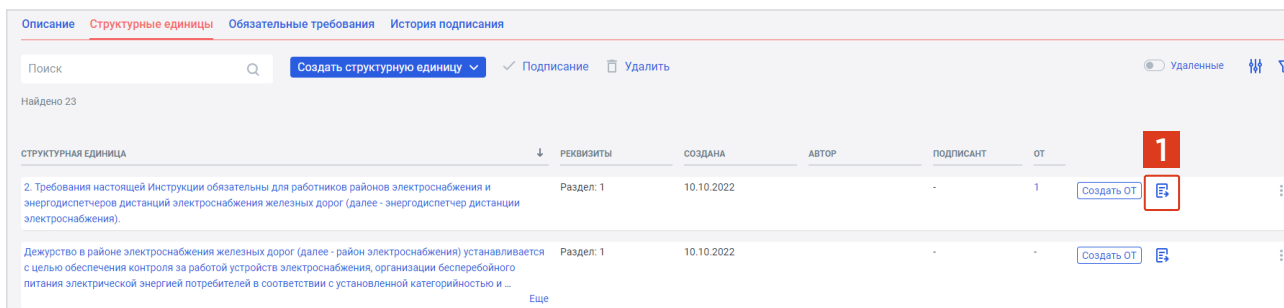 Описание Структурные единицы Обязательные требования История подписания
Поиск Создать структурную единицу Подписание Удалить Удаленные
Найдено 23
1
СТРУКТУРНАЯ ЕДИНИЦА РЕКВИЗИТЫ СОЗДАНА АВТОР ПОДПИСАНТ ОТ
2. Требования настоящей Инструкции обязательны для работников районов электроснабжения и Раздел: 1 10.10.2022 - 1 Создать ОТ
энергодиспетчеров дистанций электроснабжения железных дорог (далее - энергодиспетчер дистанции
электроснабжения).
Дежурство в районе электроснабжения железных дорог (далее - район электроснабжения) устанавливается Раздел: 1 10.10.2022 - - Создать ОТ
с целью обеспечения контроля за работой устройств электроснабжения, организации бесперебойного
питания электрической энергией потребителей в соответствии с установленной категорийностью и ...
Еще